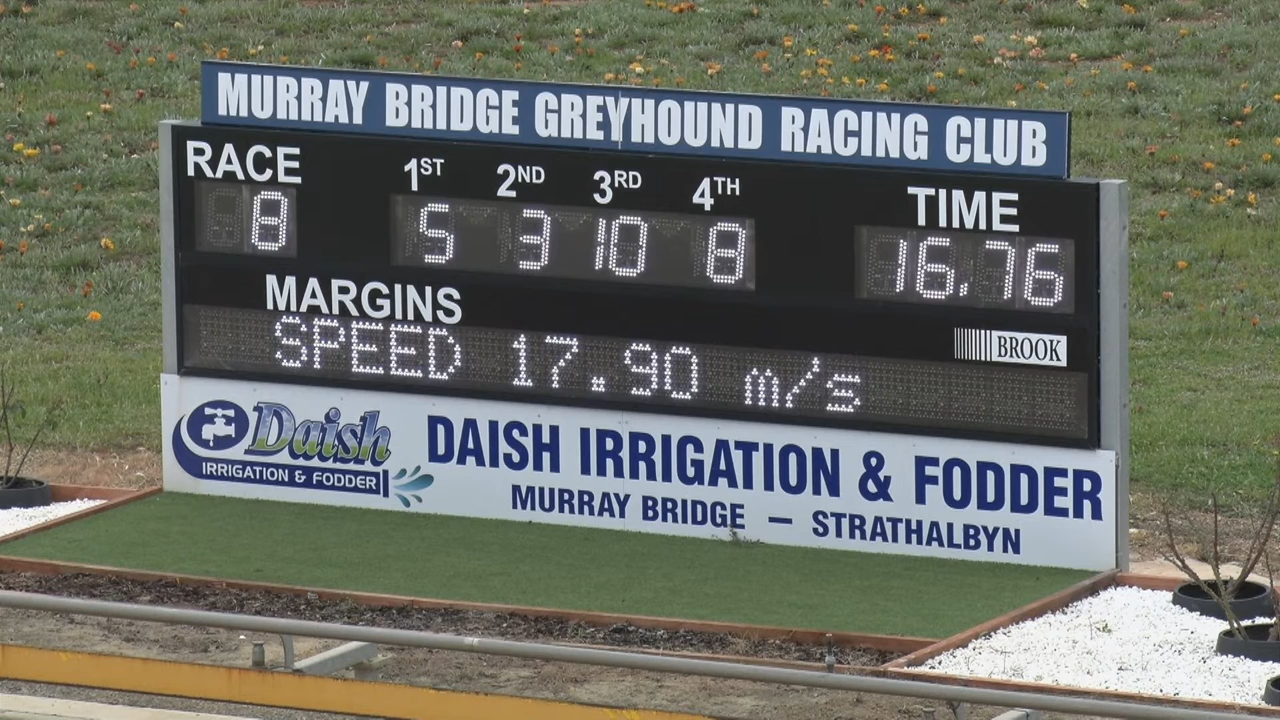 MURRAY BRIDGE GREYHOUND RACING CLUB
RACE 1ST 2ND 3RD 4TH TIME
8 5 3 10 8 16.76
MARGINS
BROOK
SPEED 17.90 m/s
Daish
IRRIGATION & FODDER
DAISH IRRIGATION & FODDER
MURRAY BRIDGE – STRATHALBYN